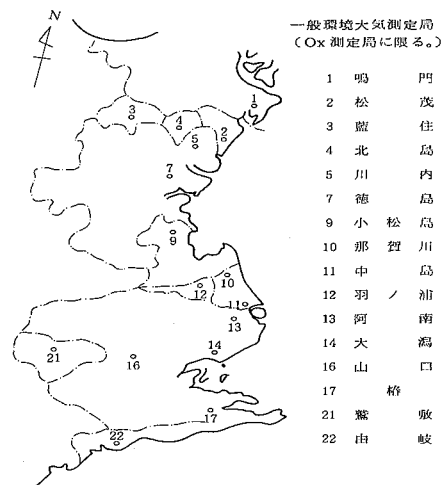 N
一般環境大気測定局
(Ox測定局に限る。)
1 鳴門
2 松茂
3 藍住
4 北島
5 川内
7 徳島
9 小松島
10 那賀川
11 中島
12 羽ノ浦
13 阿南
14 大潟
16 山口
17 椿
21 鷲敷
22 由岐
1
3
4
2
5
7
9
10
12
11
13
14
21
16
17
22